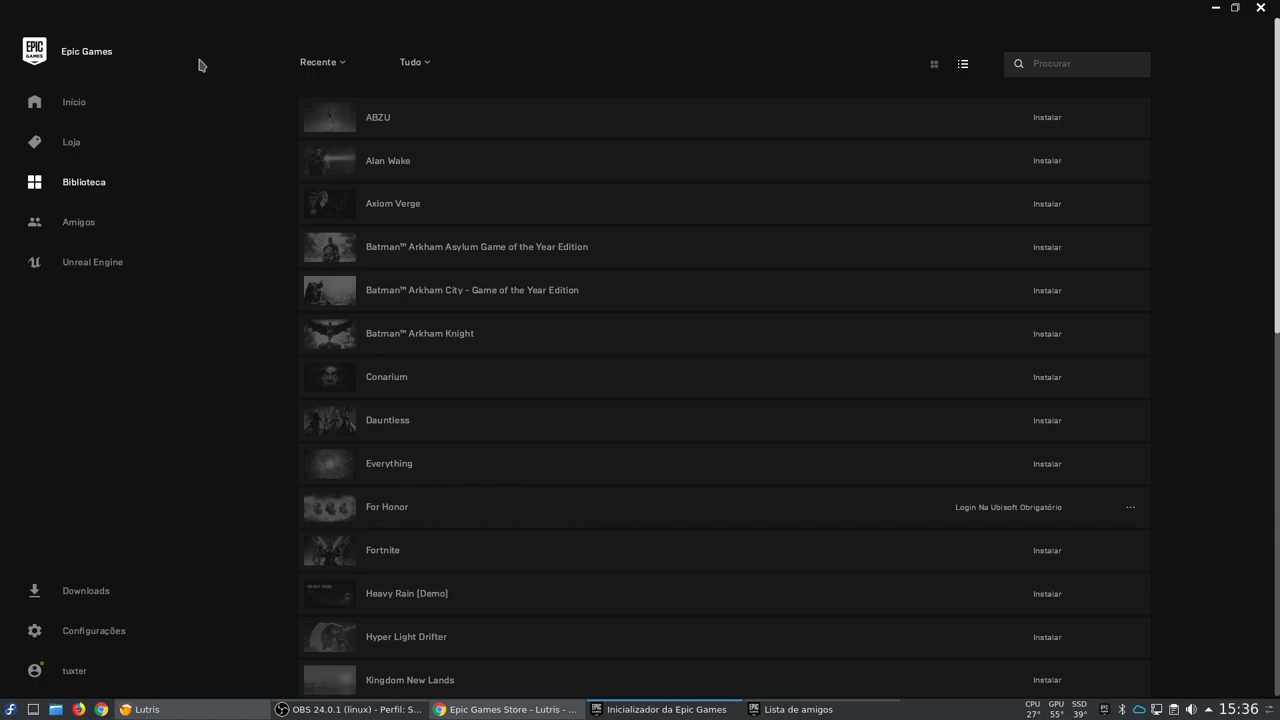 EPIC
GAMES
Epic Games
Início
Loja
Biblioteca
Amigos
Unreal Engine
Downloads
Configurações
tuxter
Recente
Tudo
Procurar
ABZU
Instalar
Alan Wake
Instalar
Axiom Verge
Instalar
Batman™ Arkham Asylum Game of the Year Edition
Instalar
Batman™ Arkham City - Game of the Year Edition
Instalar
Batman™ Arkham Knight
Instalar
Conarium
Instalar
Dauntless
Instalar
Everything
Instalar
For Honor
Login Na Ubisoft Obrigatório
Fortnite
Instalar
HEAVY RAIN
Heavy Rain (Demo)
Instalar
Hyper Light Drifter
Instalar
Kingdom New Lands
Instalar
Lutris
OBS 24.0.1 (linux) - Perfil: S...
Epic Games Store - Lutris - ...
Inicializador da Epic Games
Lista de amigos
CPU GPU SSD
27° 55° 39°
15:36